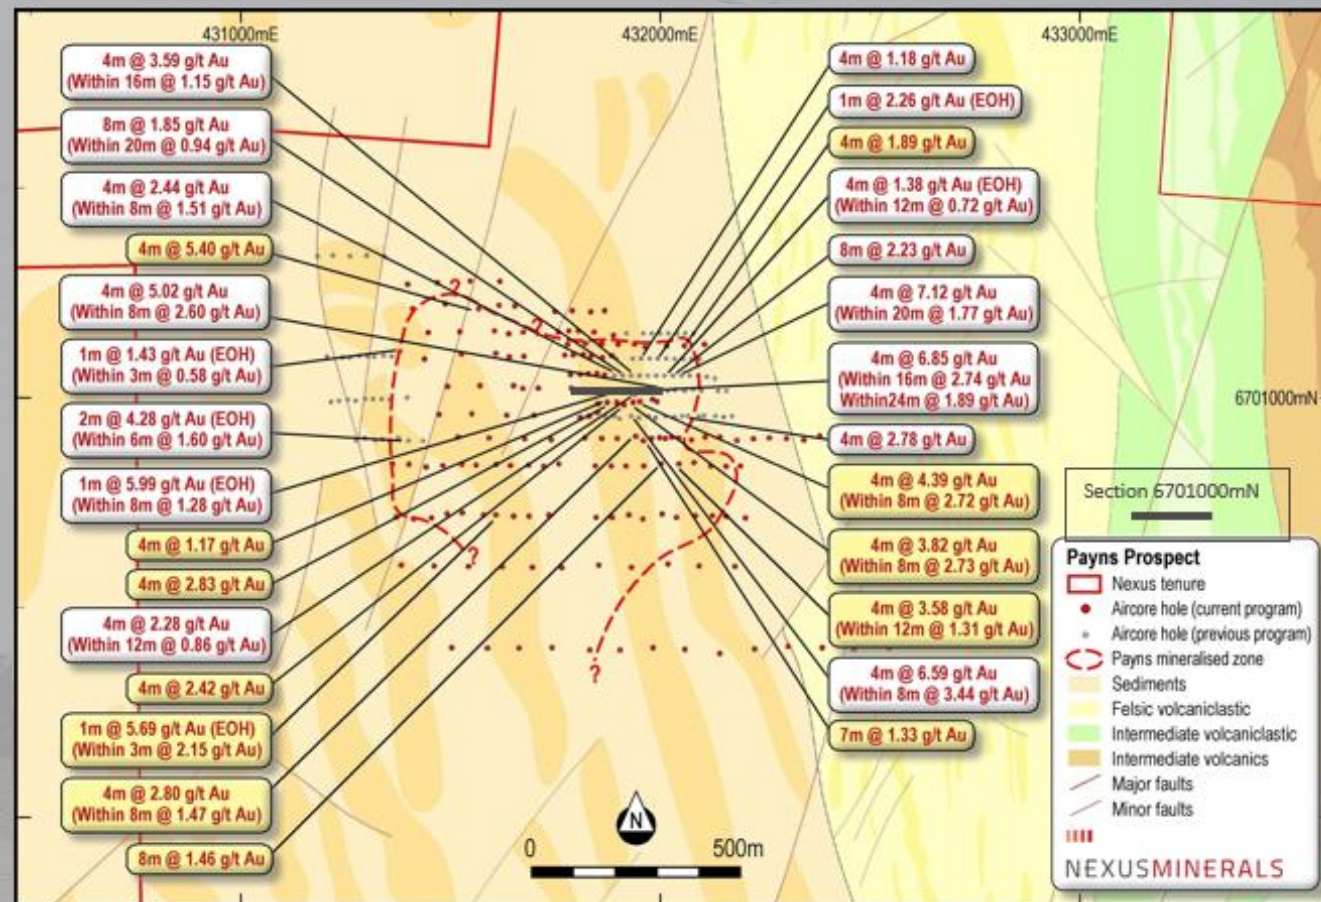 431000mE
432000mE
433000mE
4m @ 3.59 g/t Au
(Within 16m @ 1.15 g/t Au)
8m @ 1.85 g/t Au
(Within 20m @ 0.94 g/t Au)
4m @ 2.44 g/t Au
(Within 8m @ 1.51 g/t Au)
4m @ 5.40 g/t Au
4m @ 5.02 g/t Au
(Within 8m @ 2.60 g/t Au)
1m @ 1.43 g/t Au (EOH)
(Within 3m @ 0.58 g/t Au)
2m @ 4.28 g/t Au (EOH)
(Within 6m @ 1.60 g/t Au)
1m @ 5.99 g/t Au (EOH)
(Within 8m @ 1.28 g/t Au)
4m @ 1.17 g/t Au
4m @ 2.83 g/t Au
4m @ 2.28 g/t Au
(Within 12m @ 0.86 g/t Au)
4m @ 2.42 g/t Au
1m @ 5.69 g/t Au (EOH)
(Within 3m @ 2.15 g/t Au)
4m @ 2.80 g/t Au
(Within 8m @ 1.47 g/t Au)
8m @ 1.46 g/t Au
?
?
?
?
N
0
500m
4m @ 1.18 g/t Au
1m @ 2.26 g/t Au (EOH)
4m @ 1.89 g/t Au
4m @ 1.38 g/t Au (EOH)
(Within 12m @ 0.72 g/t Au)
8m @ 2.23 g/t Au
4m @ 7.12 g/t Au
(Within 20m @ 1.77 g/t Au)
4m @ 6.85 g/t Au
(Within 16m @ 2.74 g/t Au
Within24m @ 1.89 g/t Au)
4m @ 2.78 g/t Au
4m @ 4.39 g/t Au
(Within 8m @ 2.72 g/t Au)
4m @ 3.82 g/t Au
(Within 8m @ 2.73 g/t Au)
4m @ 3.58 g/t Au
(Within 12m @ 1.31 g/t Au)
4m @ 6.59 g/t Au
(Within 8m @ 3.44 g/t Au)
7m @ 1.33 g/t Au
6701000mN
Section 6701000mN
Payns Prospect
Nexus tenure
Aircore hole (current program)
Aircore hole (previous program)
Payns mineralised zone
Sediments
Felsic volcaniclastic
Intermediate volcaniclastic
Intermediate volcanics
Major faults
Minor faults
NEXUSMINERALS